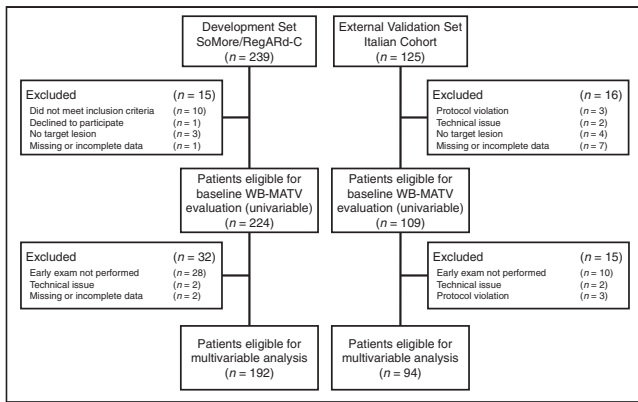 Development Set
SoMore/RegARd-C
(n = 239)
External Validation Set
Italian Cohort
(n = 125)
Excluded (n = 15)
Did not meet inclusion criteria (n = 10)
Declined to participate (n = 1)
No target lesion (n = 3)
Missing or incomplete data (n = 1)
Excluded (n = 16)
Protocol violation (n = 3)
Technical issue (n = 2)
No target lesion (n = 4)
Missing or incomplete data (n = 7)
Patients eligible for
baseline WB-MATV
evaluation (univariable)
(n = 224)
Patients eligible for
baseline WB-MATV
evaluation (univariable)
(n = 109)
Excluded (n = 32)
Early exam not performed (n = 28)
Technical issue (n = 2)
Missing or incomplete data (n = 2)
Excluded (n = 15)
Early exam not performed (n = 10)
Technical issue (n = 2)
Protocol violation (n = 3)
Patients eligible for
multivariable analysis
(n = 192)
Patients eligible for
multivariable analysis
(n = 94)